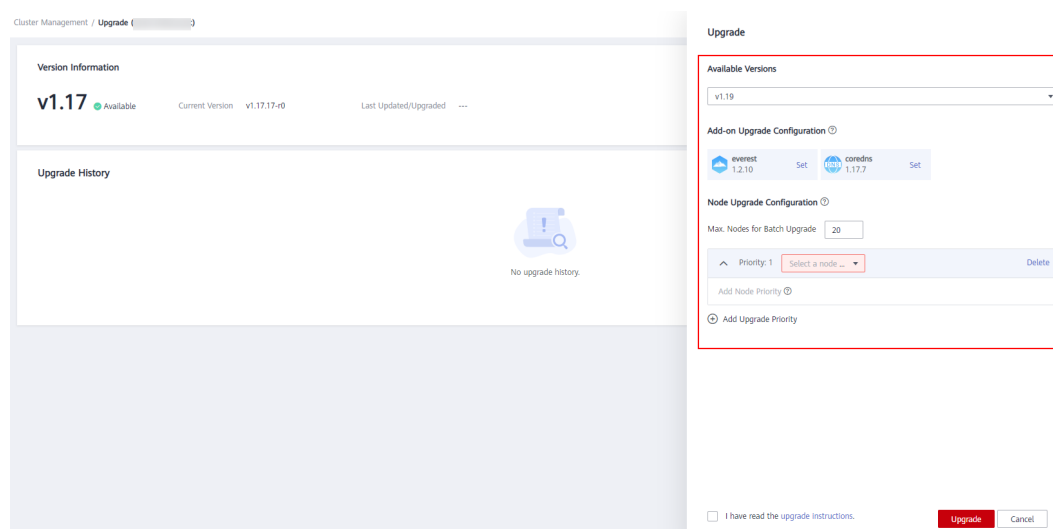 Cluster Management / Upgrade ( )
Version Information
v1.17 Available Current Version v1.17.17-r0 Last Updated/Upgraded ---
Upgrade History
No upgrade history.
Upgrade
Available Versions
v1.19
Add-on Upgrade Configuration ?
everest
1.2.10
Set
coredns
1.17.7
Set
Node Upgrade Configuration ?
Max. Nodes for Batch Upgrade 20
Priority: 1 Select a node ... Delete
Add Node Priority ?
Add Upgrade Priority
I have read the upgrade instructions.
Upgrade Cancel